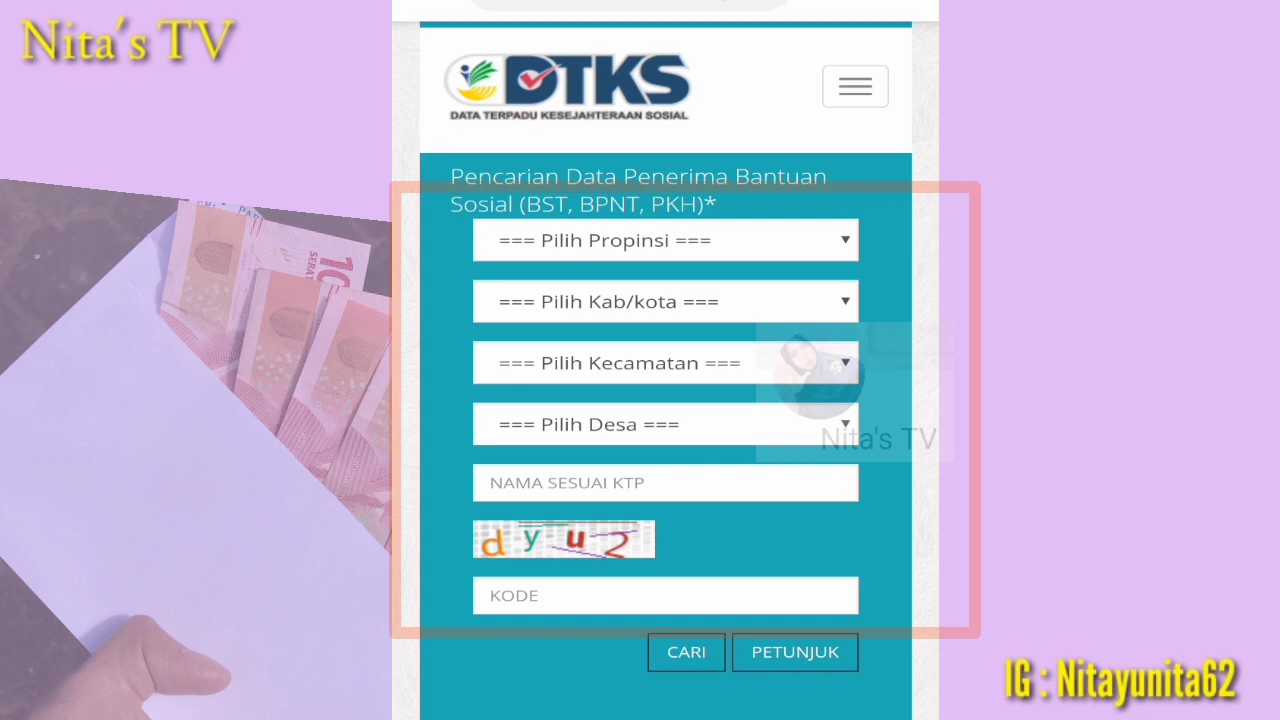 Nita's TV
DTKS
DATA TERPADU KESEJAHTERAAN SOSIAL
Pencarian Data Penerima Bantuan
Sosial (BST, BPNT, PKH)*
=== Pilih Propinsi ===
=== Pilih Kab/kota ===
=== Pilih Kecamatan ===
=== Pilih Desa ===
Nita's TV
NAMA SESUAI KTP
dyu2
KODE
CARI
PETUNJUK
IG : Nitayunita62